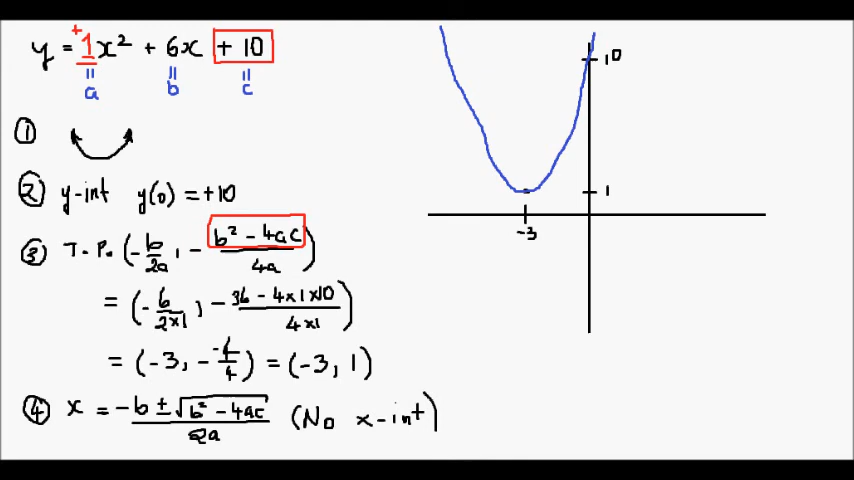 y = +1x² + 6x + 10
= a = b = c
①
② y-int y(0) = +10
③ T.P. (-b/2a, - (b² - 4ac)/4a)
= (-6/(2×1), - (36 - 4×1×10)/(4×1))
= (-3, - -4/4) = (-3, 1)
④ x = (-b ± √(b² - 4ac))/2a (No x-int)
10
1
-3